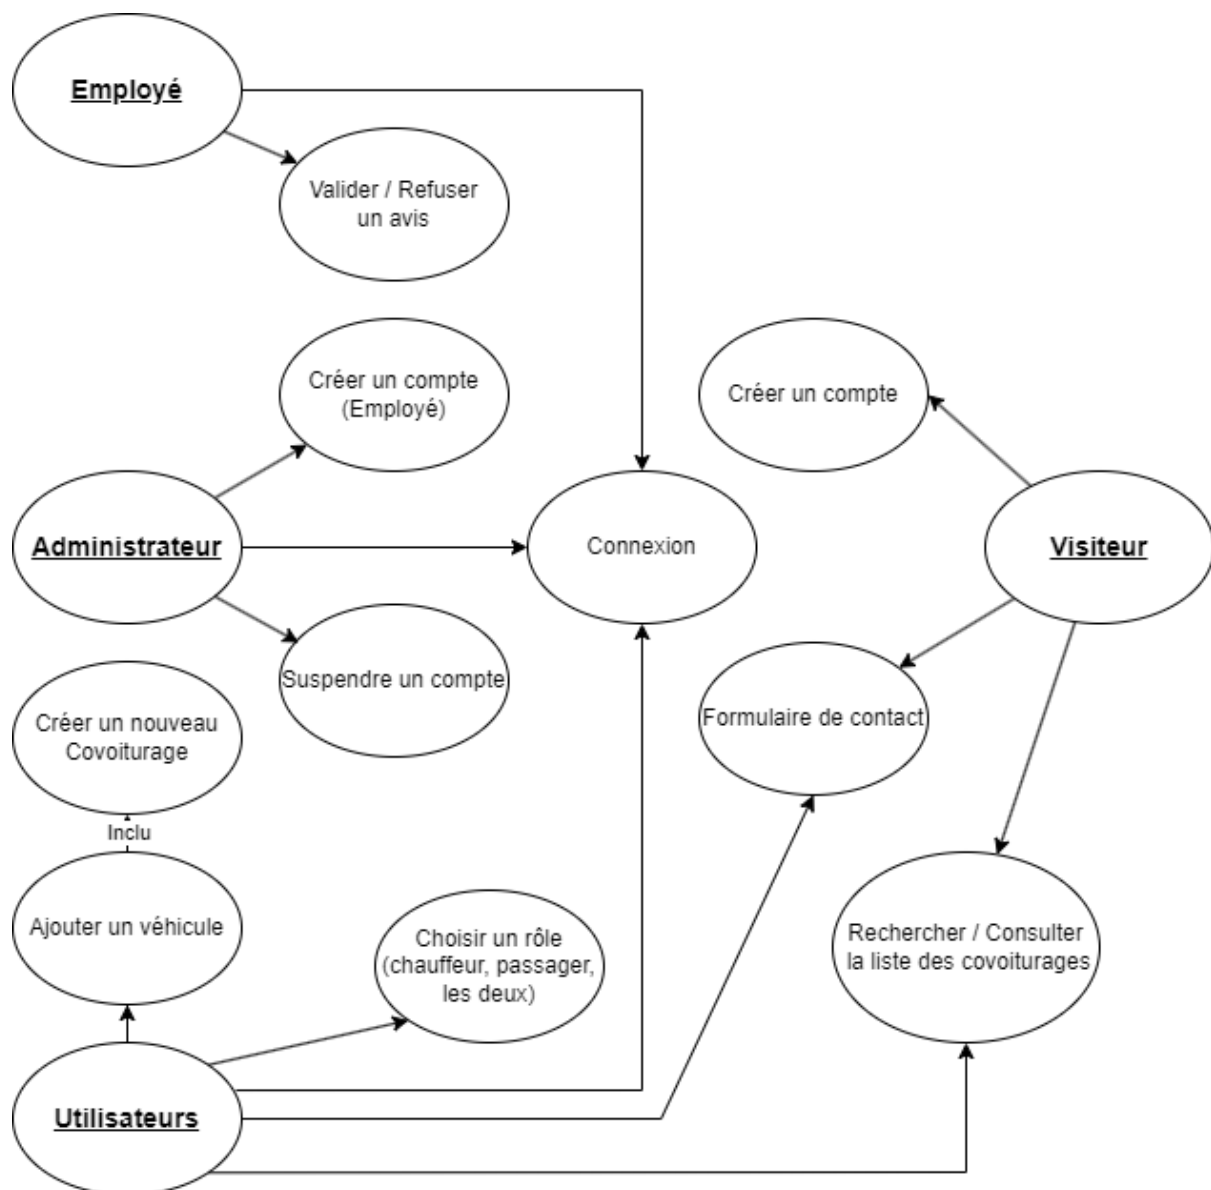 Employé
Valider / Refuser
un avis
Créer un compte
(Employé)
Créer un compte
Administrateur
Connexion
Visiteur
Suspendre un compte
Créer un nouveau
Covoiturage
Formulaire de contact
Inclu
Ajouter un véhicule
Choisir un rôle
(chauffeur, passager,
les deux)
Rechercher / Consulter
la liste des covoiturages
Utilisateurs